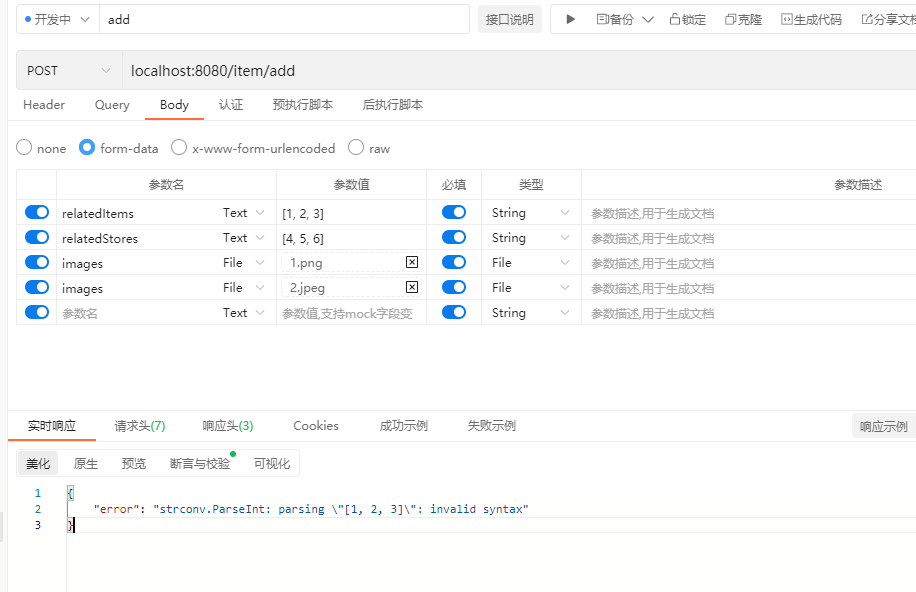 开发中 add 接口说明 备份 锁定 克隆 生成代码 分享文档
POST localhost:8080/item/add
Header Query Body 认证 预执行脚本 后执行脚本
none form-data x-www-form-urlencoded raw
参数名 参数值 必填 类型 参数描述
relatedItems Text [1, 2, 3] String 参数描述,用于生成文档
relatedStores Text [4, 5, 6] String 参数描述,用于生成文档
images File 1.png File 参数描述,用于生成文档
images File 2.jpeg File 参数描述,用于生成文档
参数名 Text 参数值,支持mock字段变 String 参数描述,用于生成文档
实时响应 请求头(7) 响应头(3) Cookies 成功示例 失败示例 响应示例
美化 原生 预览 断言与校验 可视化
1 {
2 "error": "strconv.ParseInt: parsing \"[1, 2, 3]\": invalid syntax"
3 }